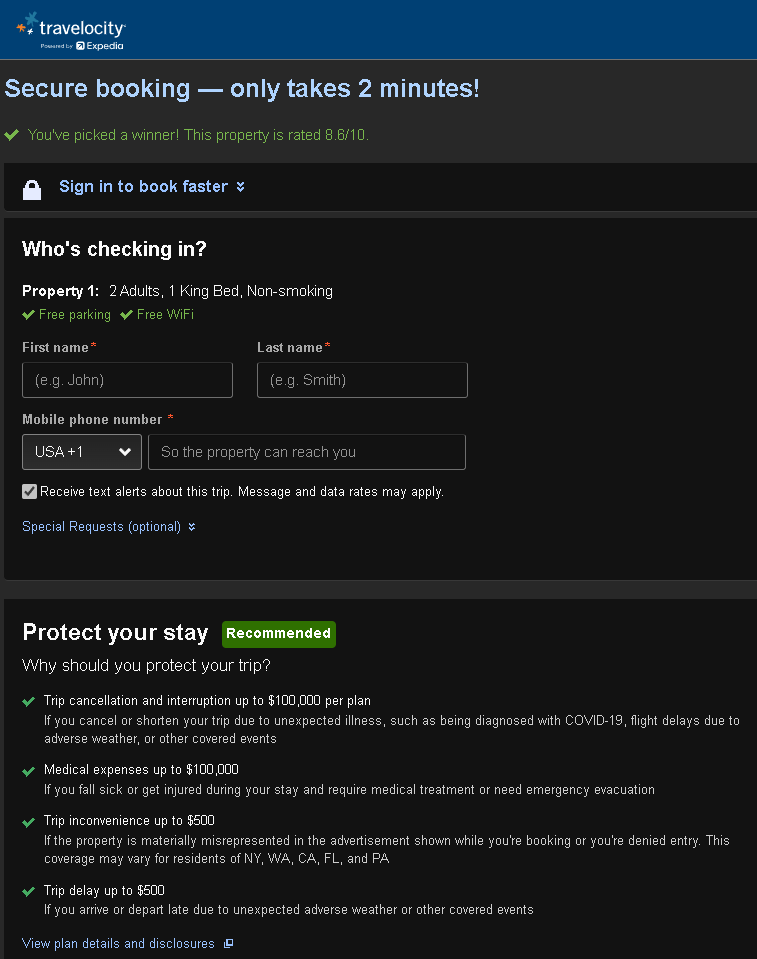 travelocity
Powered by Expedia
Secure booking — only takes 2 minutes!
You've picked a winner! This property is rated 8.6/10.
Sign in to book faster
Who's checking in?
Property 1: 2 Adults, 1 King Bed, Non-smoking
Free parking Free WiFi
First name* Last name*
(e.g. John) (e.g. Smith)
Mobile phone number *
USA +1 So the property can reach you
Receive text alerts about this trip. Message and data rates may apply.
Special Requests (optional)
Protect your stay Recommended
Why should you protect your trip?
Trip cancellation and interruption up to $100,000 per plan
If you cancel or shorten your trip due to unexpected illness, such as being diagnosed with COVID-19, flight delays due to
adverse weather, or other covered events
Medical expenses up to $100,000
If you fall sick or get injured during your stay and require medical treatment or need emergency evacuation
Trip inconvenience up to $500
If the property is materially misrepresented in the advertisement shown while you're booking or you're denied entry. This
coverage may vary for residents of NY, WA, CA, FL, and PA
Trip delay up to $500
If you arrive or depart late due to unexpected adverse weather or other covered events
View plan details and disclosures